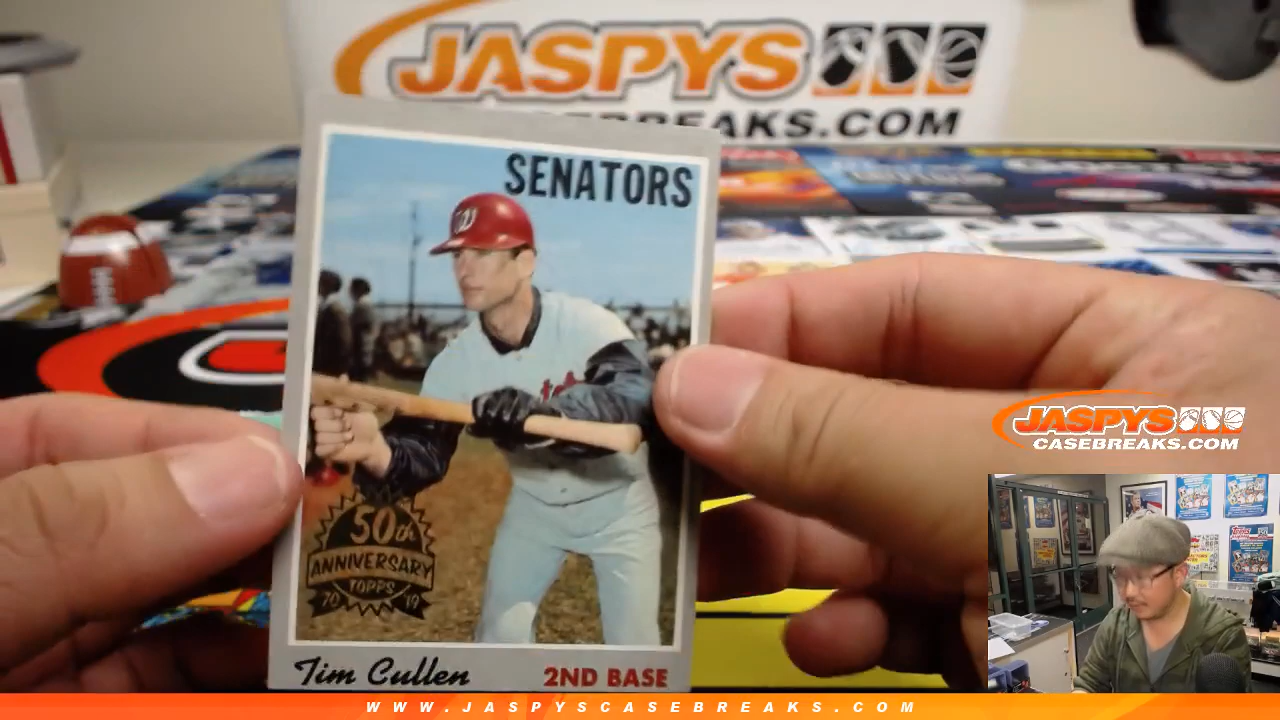 JASPYS
CASEBREAKS.COM
SENATORS
W
50th
ANNIVERSARY
TOPPS
70 19
Tim Cullen
2ND BASE
JASPYS
CASEBREAKS.COM
WWW.JASPYSCASEBREAKS.COM